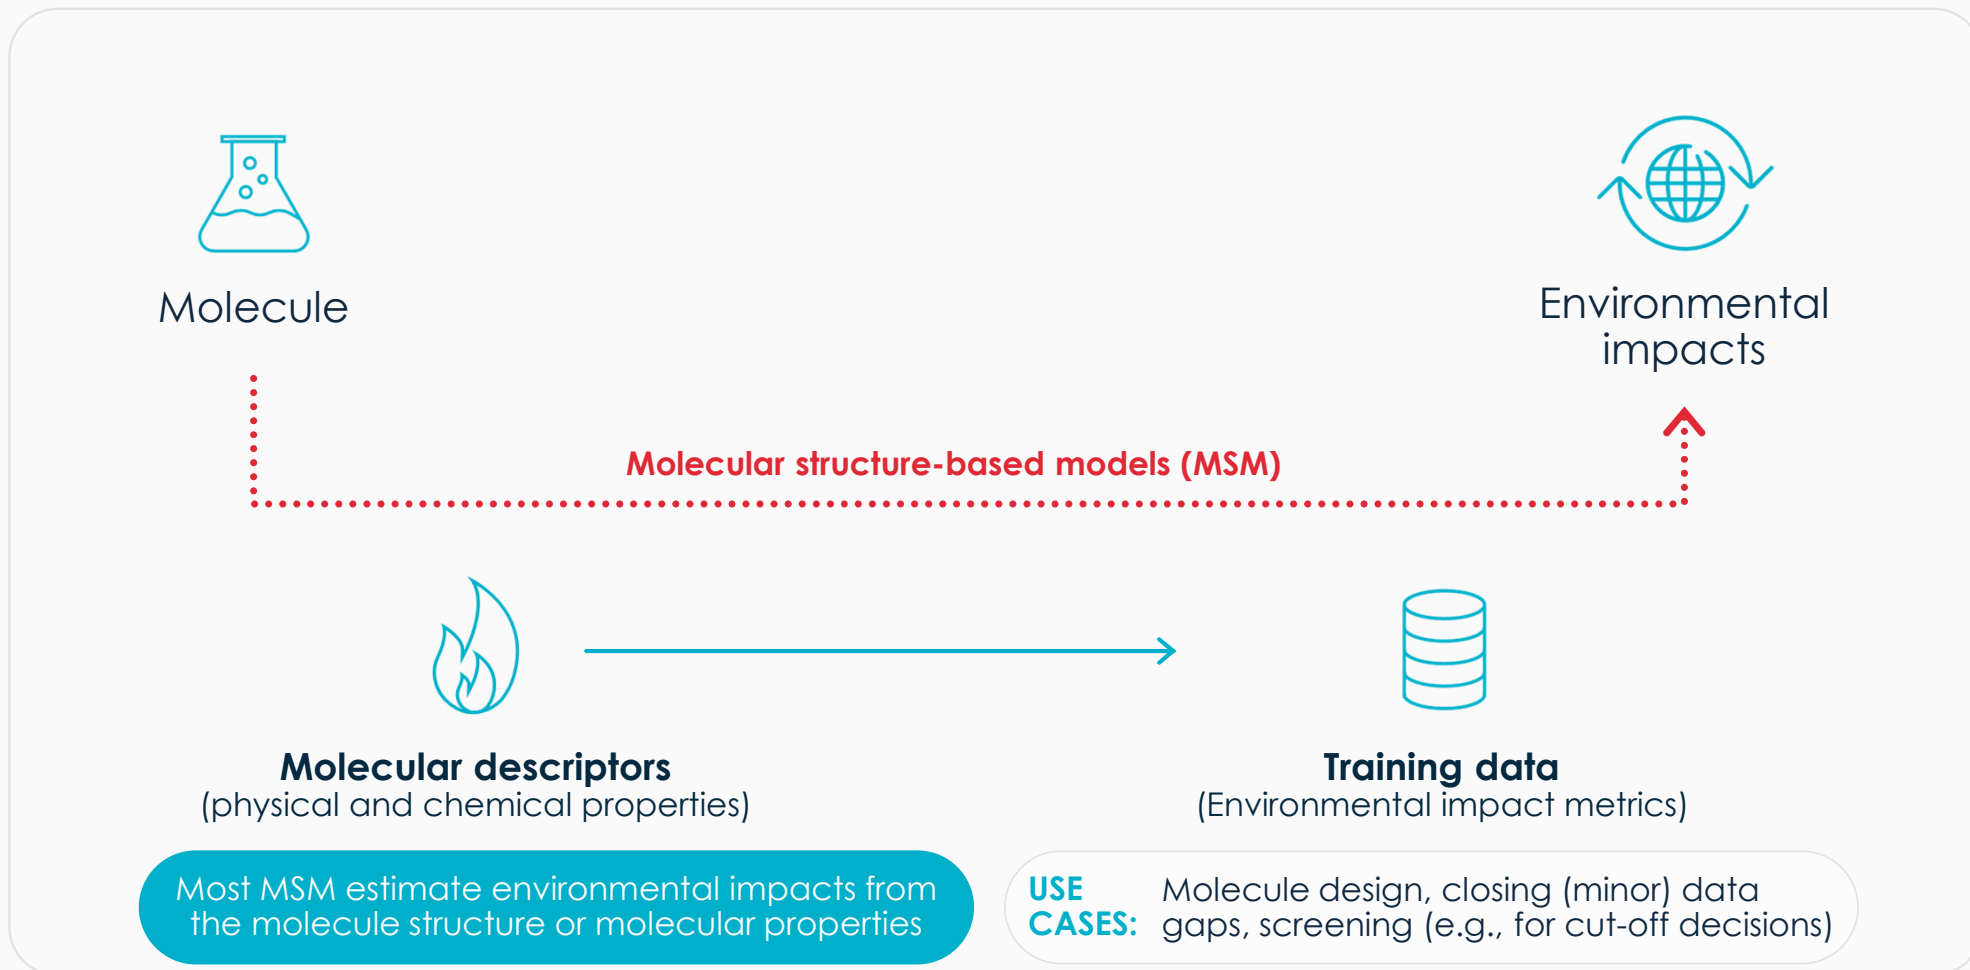 Molecule
Environmental
impacts
Molecular structure-based models (MSM)
Molecular descriptors
(physical and chemical properties)
Training data
(Environmental impact metrics)
Most MSM estimate environmental impacts from
the molecule structure or molecular properties
USE
CASES:
Molecule design, closing (minor) data
gaps, screening (e.g., for cut-off decisions)